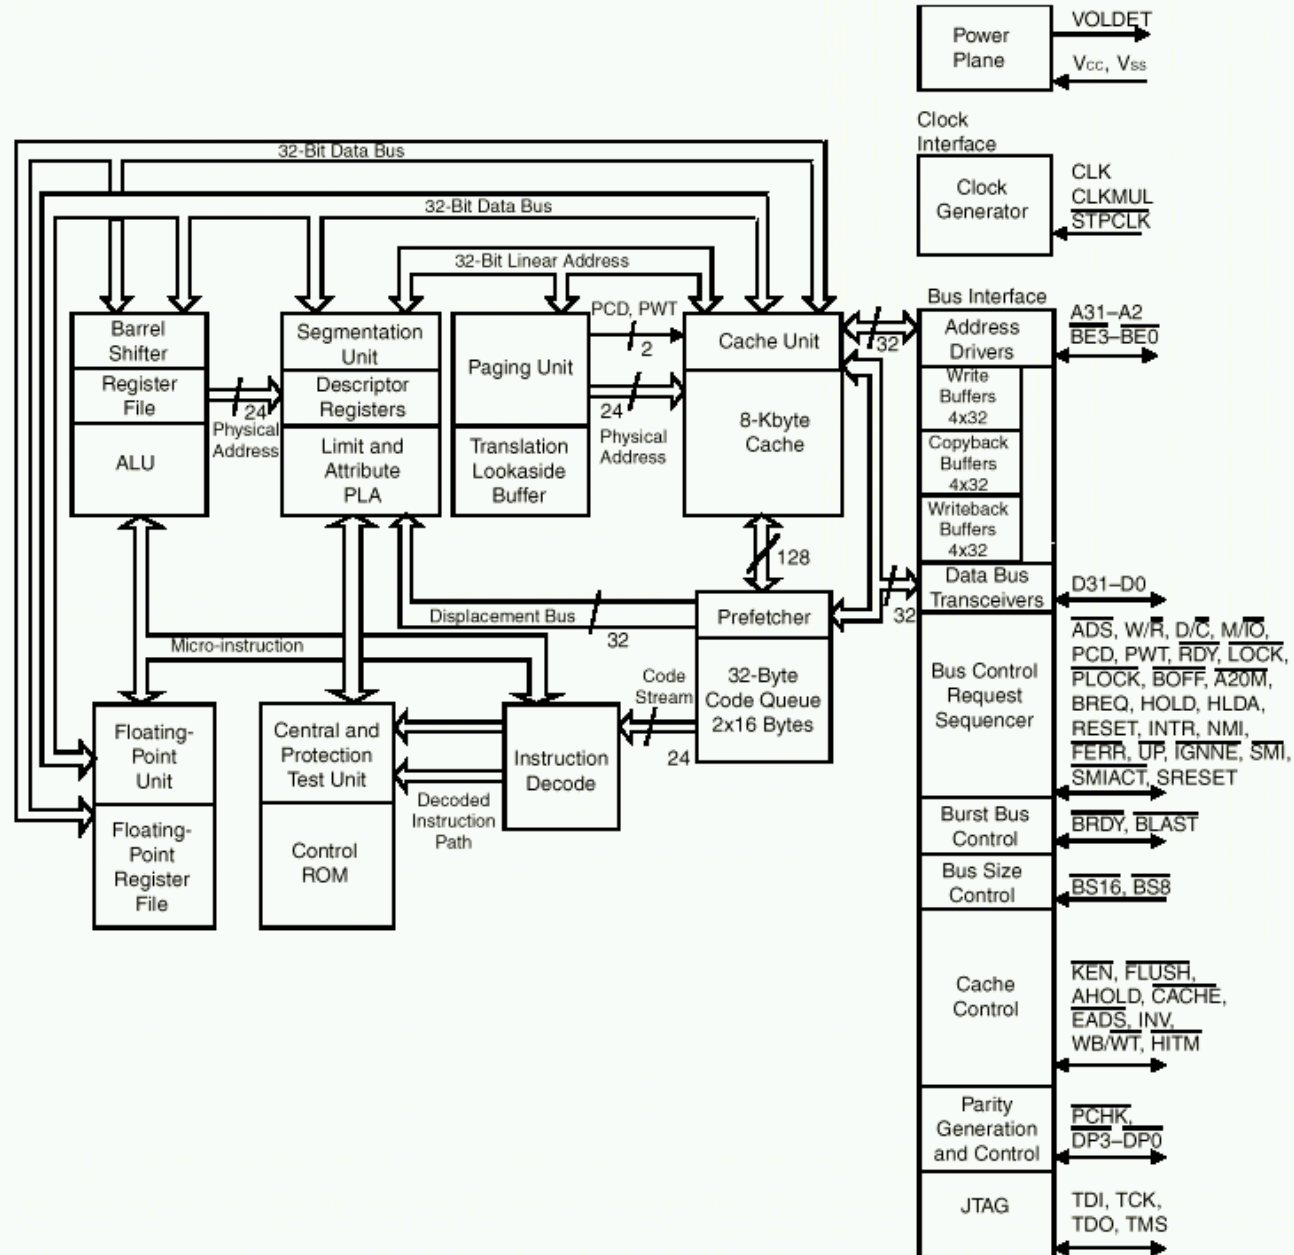 Power
Plane
VOLDET
Vcc, Vss
Clock
Interface
Clock
Generator
CLK
CLKMUL
STPCLK
32-Bit Data Bus
32-Bit Data Bus
32-Bit Linear Address
Barrel
Shifter
Register
File
ALU
24
Physical
Address
Segmentation
Unit
Descriptor
Registers
Limit and
Attribute
PLA
Paging Unit
Translation
Lookaside
Buffer
PCD, PWT
2
24
Physical
Address
Cache Unit
8-Kbyte
Cache
32
128
Bus Interface
Address
Drivers
A31–A2
BE3–BE0
Write
Buffers
4x32
Copyback
Buffers
4x32
Writeback
Buffers
4x32
Data Bus
Transceivers
32
D31–D0
Displacement Bus
32
Prefetcher
32-Byte
Code Queue
2x16 Bytes
Micro-instruction
Code
Stream
24
Floating-
Point
Unit
Floating-
Point
Register
File
Central and
Protection
Test Unit
Control
ROM
Instruction
Decode
Decoded
Instruction
Path
Bus Control
Request
Sequencer
ADS, W/R, D/C, M/IO,
PCD, PWT, RDY, LOCK,
PLOCK, BOFF, A20M,
BREQ, HOLD, HLDA,
RESET, INTR, NMI,
FERR, UP, IGNNE, SMI,
SMIACT, SRESET
Burst Bus
Control
BRDY, BLAST
Bus Size
Control
BS16, BS8
Cache
Control
KEN, FLUSH,
AHOLD, CACHE,
EADS, INV,
WB/WT, HITM
Parity
Generation
and Control
PCHK,
DP3–DP0
JTAG
TDI, TCK,
TDO, TMS